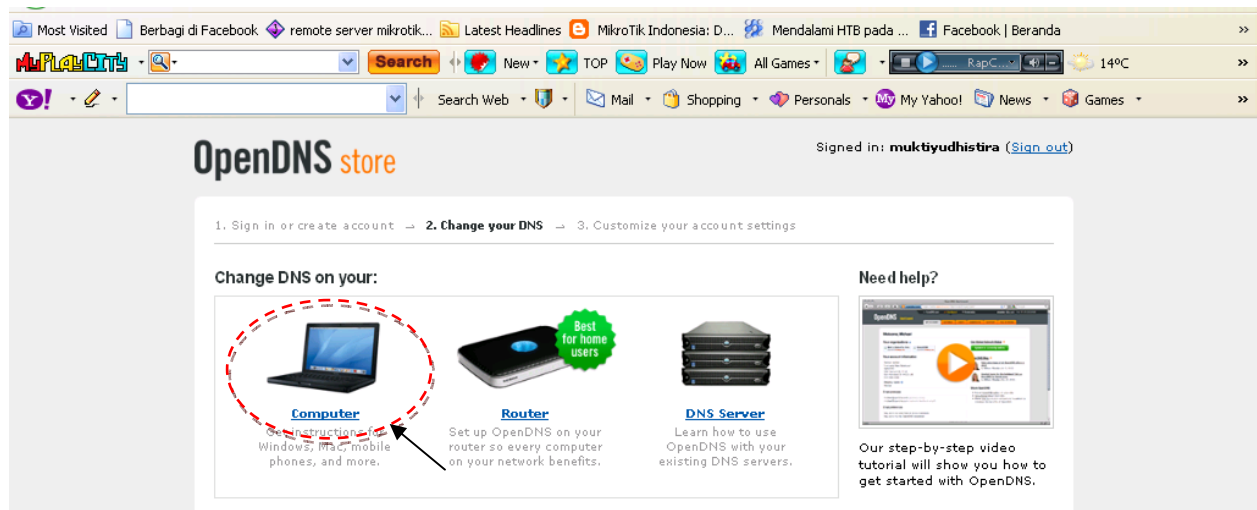 Most Visited Berbagi di Facebook remote server mikrotik... Latest Headlines MikroTik Indonesia: D... Mendalami HTB pada ... Facebook | Beranda »
MyPlayCity Search New TOP Play Now All Games ...... RapC... 14ºC »
Y! Search Web Mail Shopping Personals My Yahoo! News Games »
OpenDNS store
Signed in: muktiyudhistira (Sign out)
1. Sign in or create account → 2. Change your DNS → 3. Customize your account settings
Change DNS on your:
Computer
Get instructions for
Windows, Mac, mobile
phones, and more.
Best
for home
users
Router
Set up OpenDNS on your
router so every computer
on your network benefits.
DNS Server
Learn how to use
OpenDNS with your
existing DNS servers.
Need help?
OpenDNS
Our step-by-step video
tutorial will show you how to
get started with OpenDNS.